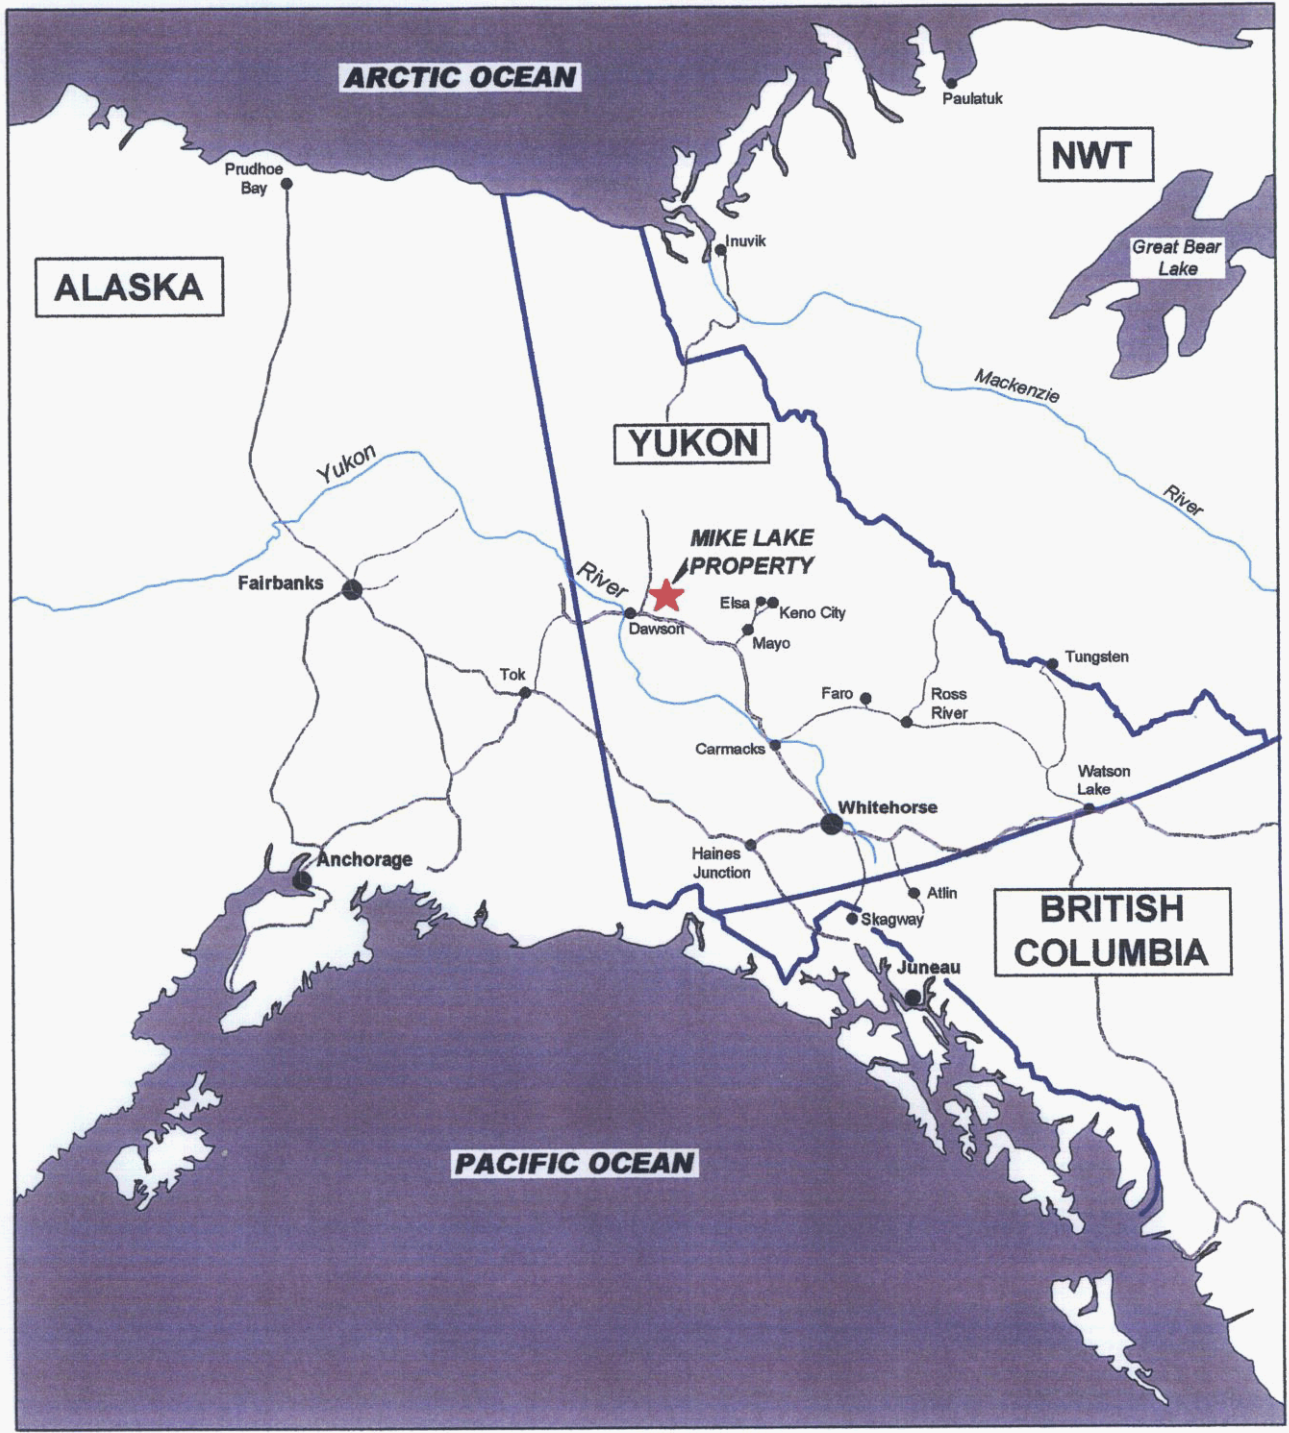 ARCTIC OCEAN
Paulatuk
NWT
Prudhoe
Bay
Inuvik
Great Bear
Lake
ALASKA
Mackenzie
River
YUKON
Yukon
River
MIKE LAKE
PROPERTY
Fairbanks
Elsa
Keno City
Dawson
Mayo
Tungsten
Tok
Faro
Ross
River
Carmacks
Watson
Lake
Whitehorse
Haines
Junction
Anchorage
Atlin
BRITISH
COLUMBIA
Skagway
Juneau
PACIFIC OCEAN